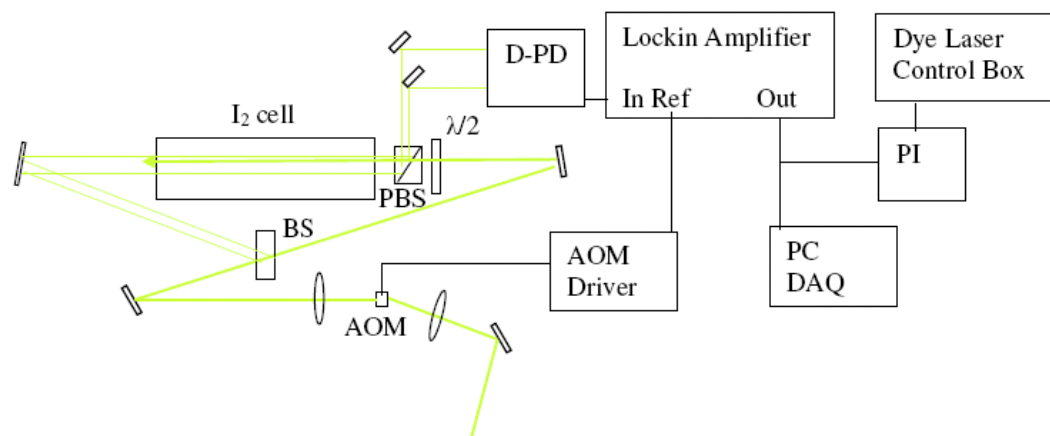 D-PD
Lockin Amplifier
In Ref Out
Dye Laser
Control Box
I₂ cell
λ/2
PBS
PI
BS
AOM
AOM
Driver
PC
DAQ